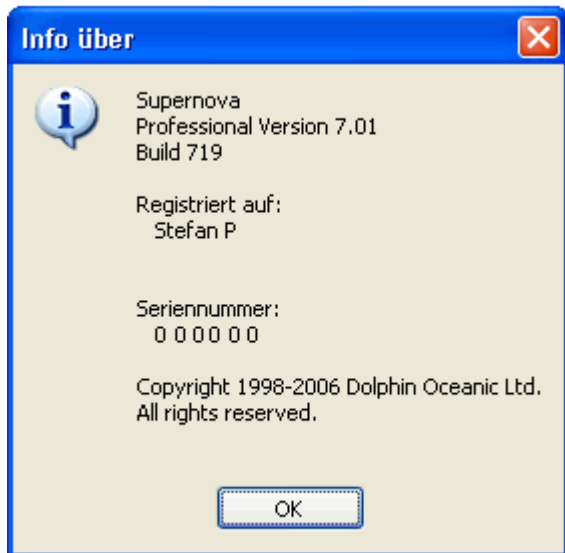 Info über
Supernova
Professional Version 7.01
Build 719
Registriert auf:
Stefan P
Seriennummer:
0 0 0 0 0 0
Copyright 1998-2006 Dolphin Oceanic Ltd.
All rights reserved.
OK